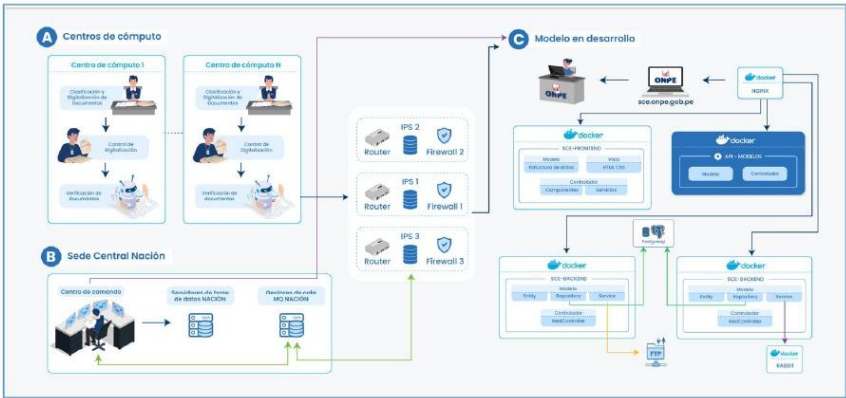 A Centros de cómputo
Centro de cómputo 1
Clasificación y
Digitalización de
Documentos
Control de
digitalización
Verificación de
documentos
Centro de cómputo N
Clasificación y
Digitalización de
Documentos
Control de
Digitalización
Verificación de
documentos
B Sede Central Nación
Centro de comando
Servidores de base
de datos NACIÓN
Gestores de cola
MQ NACIÓN
IPS 2
Router
Firewall 2
IPS 1
Router
Firewall 1
IPS 3
Router
Firewall 3
C Modelo en desarrollo
ONPE
ONPE
sce.onpe.gob.pe
docker
NGINX
docker
SCE-FRONTEND
Modelo
Estructura de datos
Vista
HTML CSS
Controlador
Componentes
Servicios
docker
API - MODELOS
Modelo
Controlador
Postgresql
docker
SCE-BACKEND
Modelo
Entity
Repository
Service
Controlador
RestController
docker
SCE-BACKEND
Modelo
Entity
Repository
Service
Controlador
RestController
FTP
docker
RABBIT